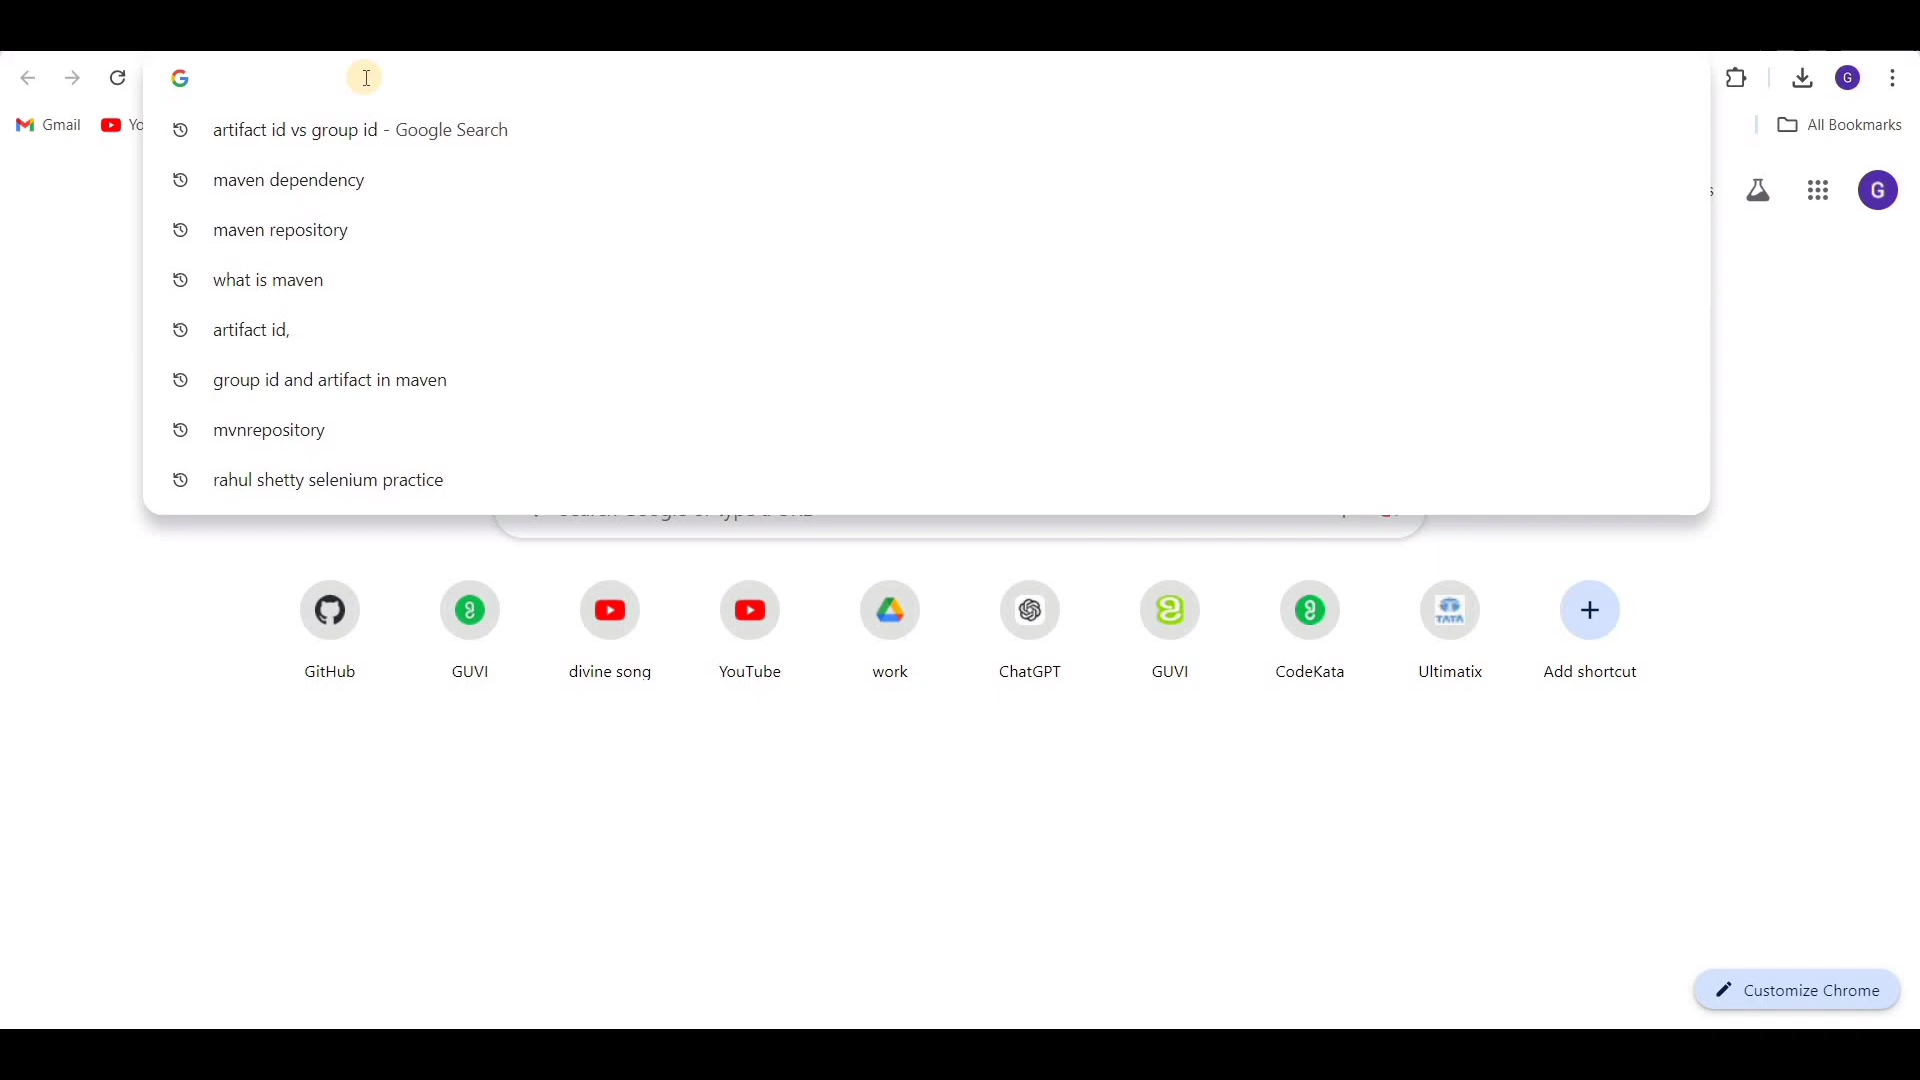 G
Gmail
All Bookmarks
artifact id vs group id - Google Search
maven dependency
G
maven repository
what is maven
artifact id,
group id and artifact in maven
mvnrepository
rahul shetty selenium practice
TATA
GitHub
GUVI
divine song
YouTube
work
ChatGPT
GUVI
CodeKata
Ultimatix
Add shortcut
Customize Chrome